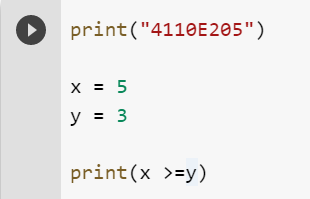 print("4110E205")
x = 5
y = 3
print(x >=y)